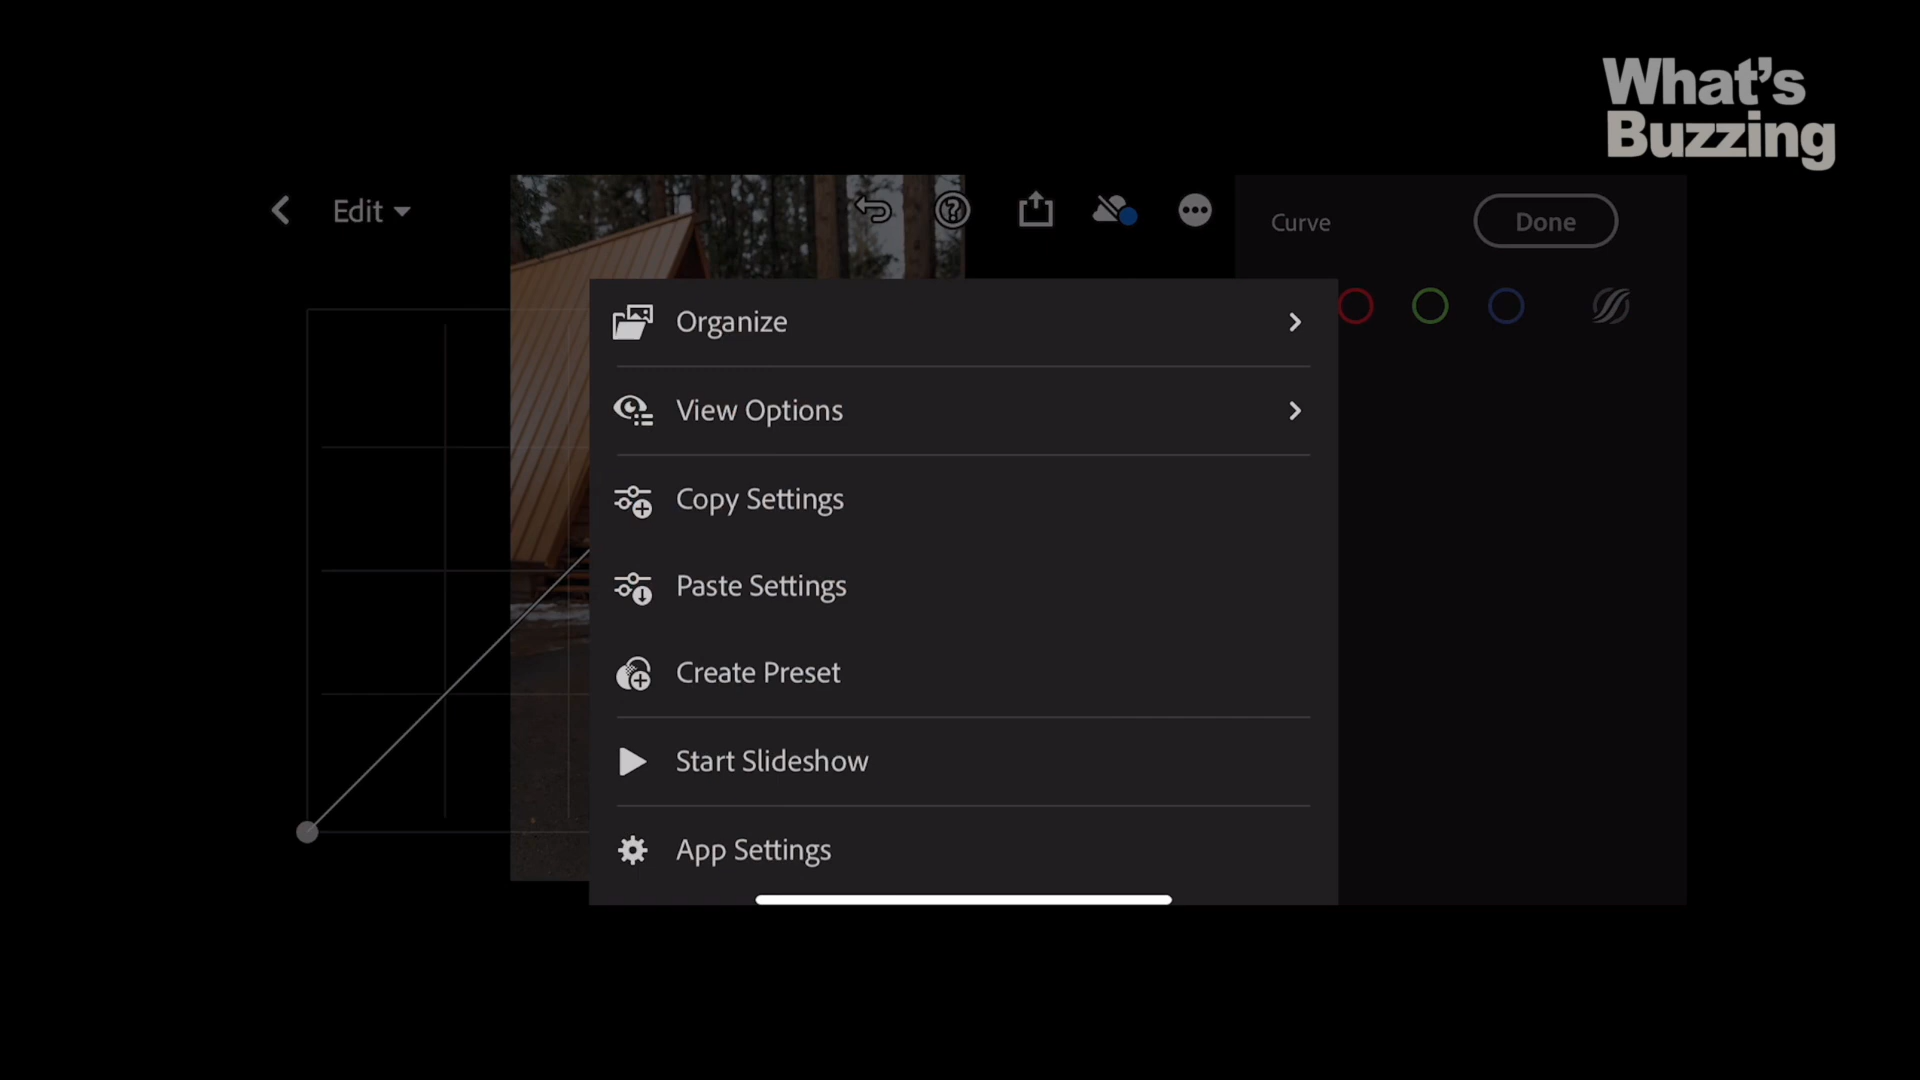 What's
Buzzing
Edit
Curve
Done
Organize
View Options
Copy Settings
Paste Settings
Create Preset
Start Slideshow
App Settings